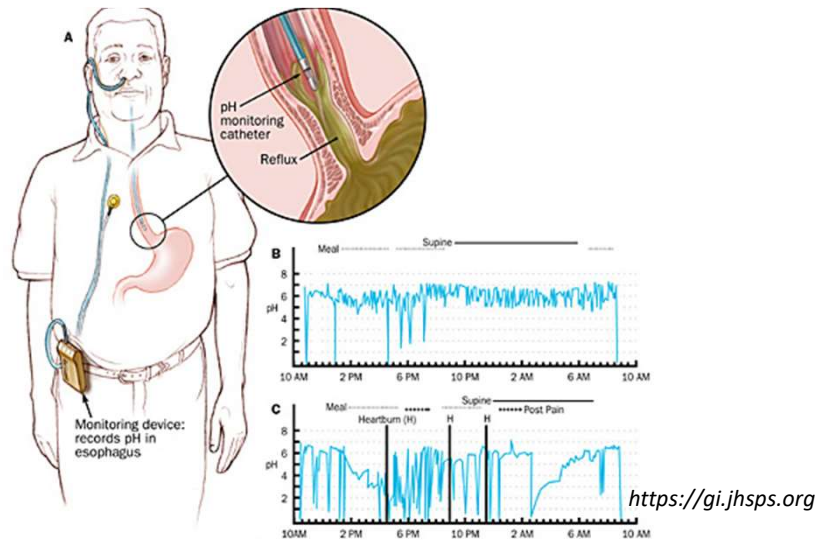 A
pH
monitoring
catheter
Reflux
Monitoring device:
records pH in
esophagus
B
Meal
Supine
8
6
pH
4
2
10 AM 2 PM 6 PM 10 PM 2 AM 6 AM 10 AM
C
Meal
Supine
Post Pain
Heartburn (H) H H
8
6
pH
4
2
10AM 2 PM 6 PM 10 PM 2 AM 6 AM 10 AM
https://gi.jhsps.org